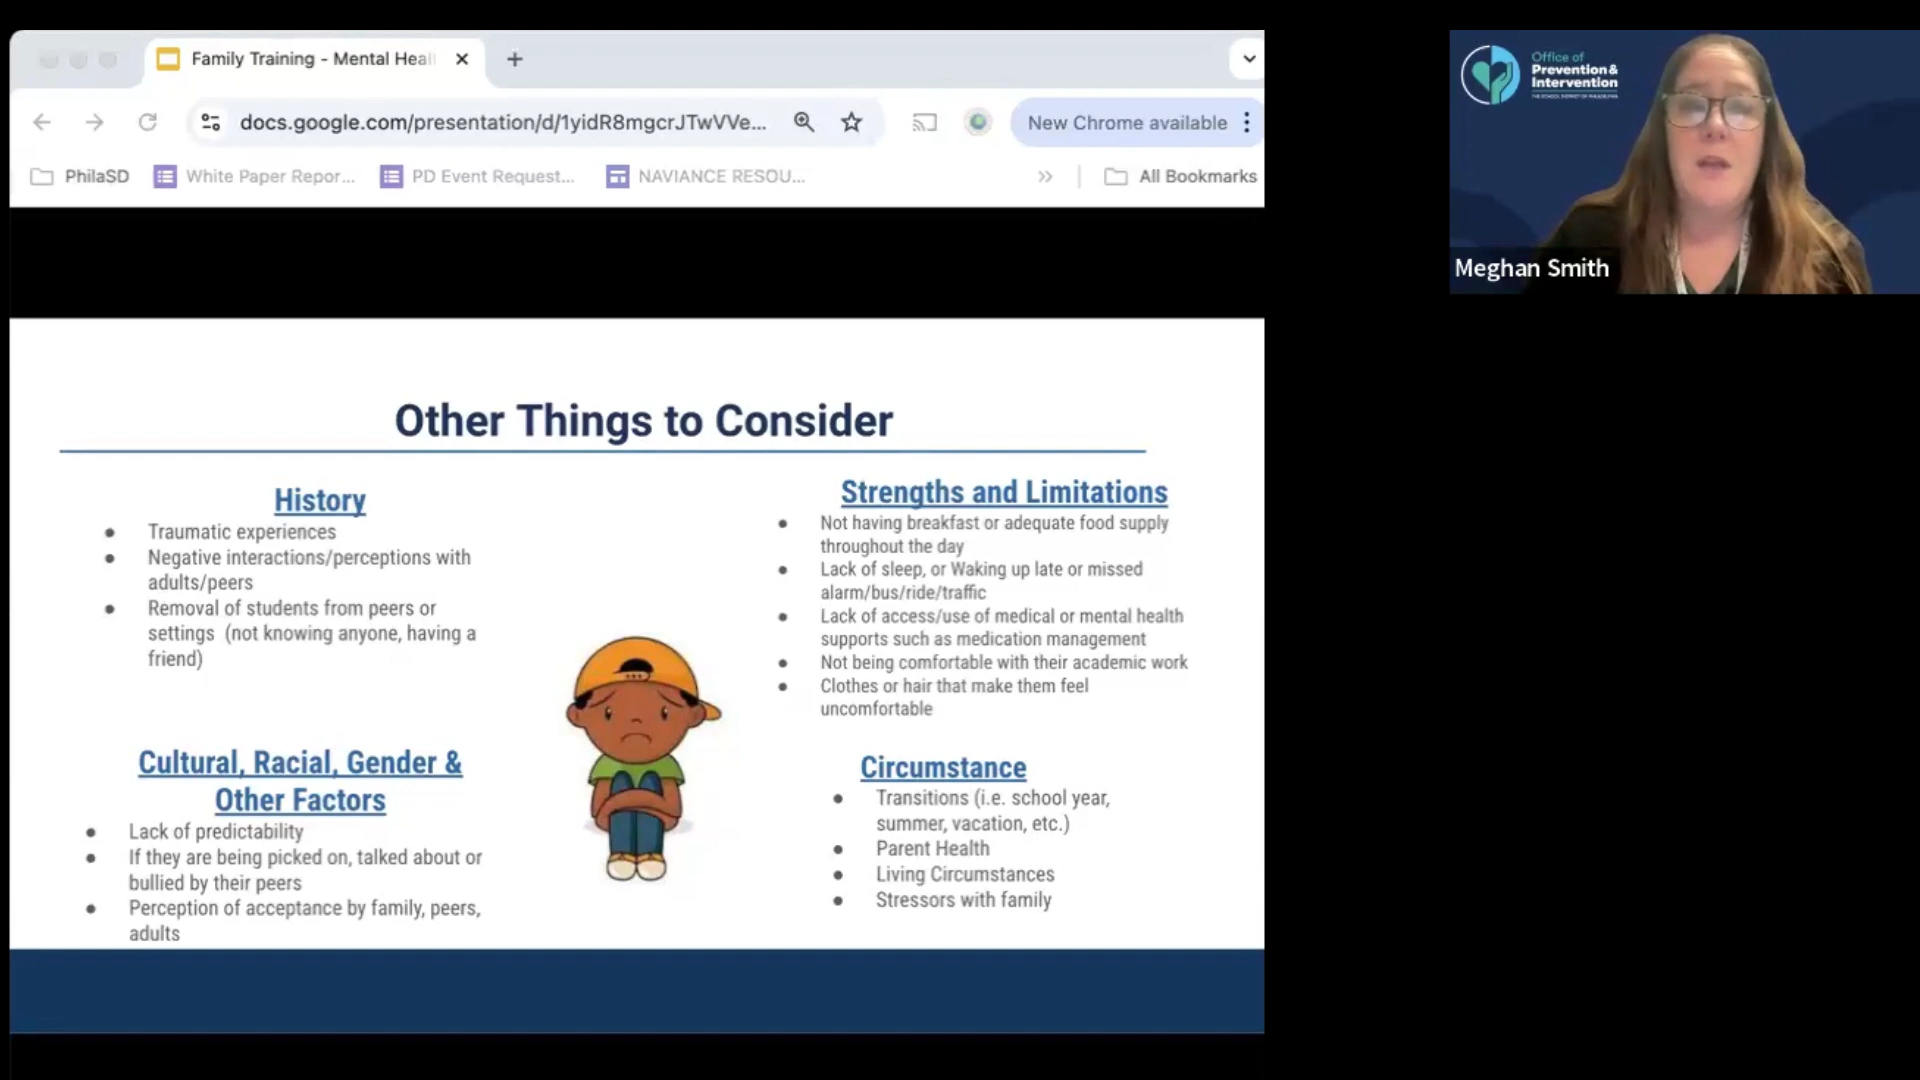 Family Training - Mental Heal
docs.google.com/presentation/d/1yidR8mgcrJTwVVe...
New Chrome available
PhilaSD
White Paper Repor...
PD Event Request...
NAVIANCE RESOU...
All Bookmarks
Other Things to Consider
History
Traumatic experiences
Negative interactions/perceptions with
adults/peers
Removal of students from peers or
settings (not knowing anyone, having a
friend)
Cultural, Racial, Gender &
Other Factors
Lack of predictability
If they are being picked on, talked about or
bullied by their peers
Perception of acceptance by family, peers,
adults
Strengths and Limitations
Not having breakfast or adequate food supply
throughout the day
Lack of sleep, or Waking up late or missed
alarm/bus/ride/traffic
Lack of access/use of medical or mental health
supports such as medication management
Not being comfortable with their academic work
Clothes or hair that make them feel
uncomfortable
Circumstance
Transitions (i.e. school year,
summer, vacation, etc.)
Parent Health
Living Circumstances
Stressors with family
Office of
Prevention &
Intervention
THE SCHOOL DISTRICT OF PHILADELPHIA
Meghan Smith